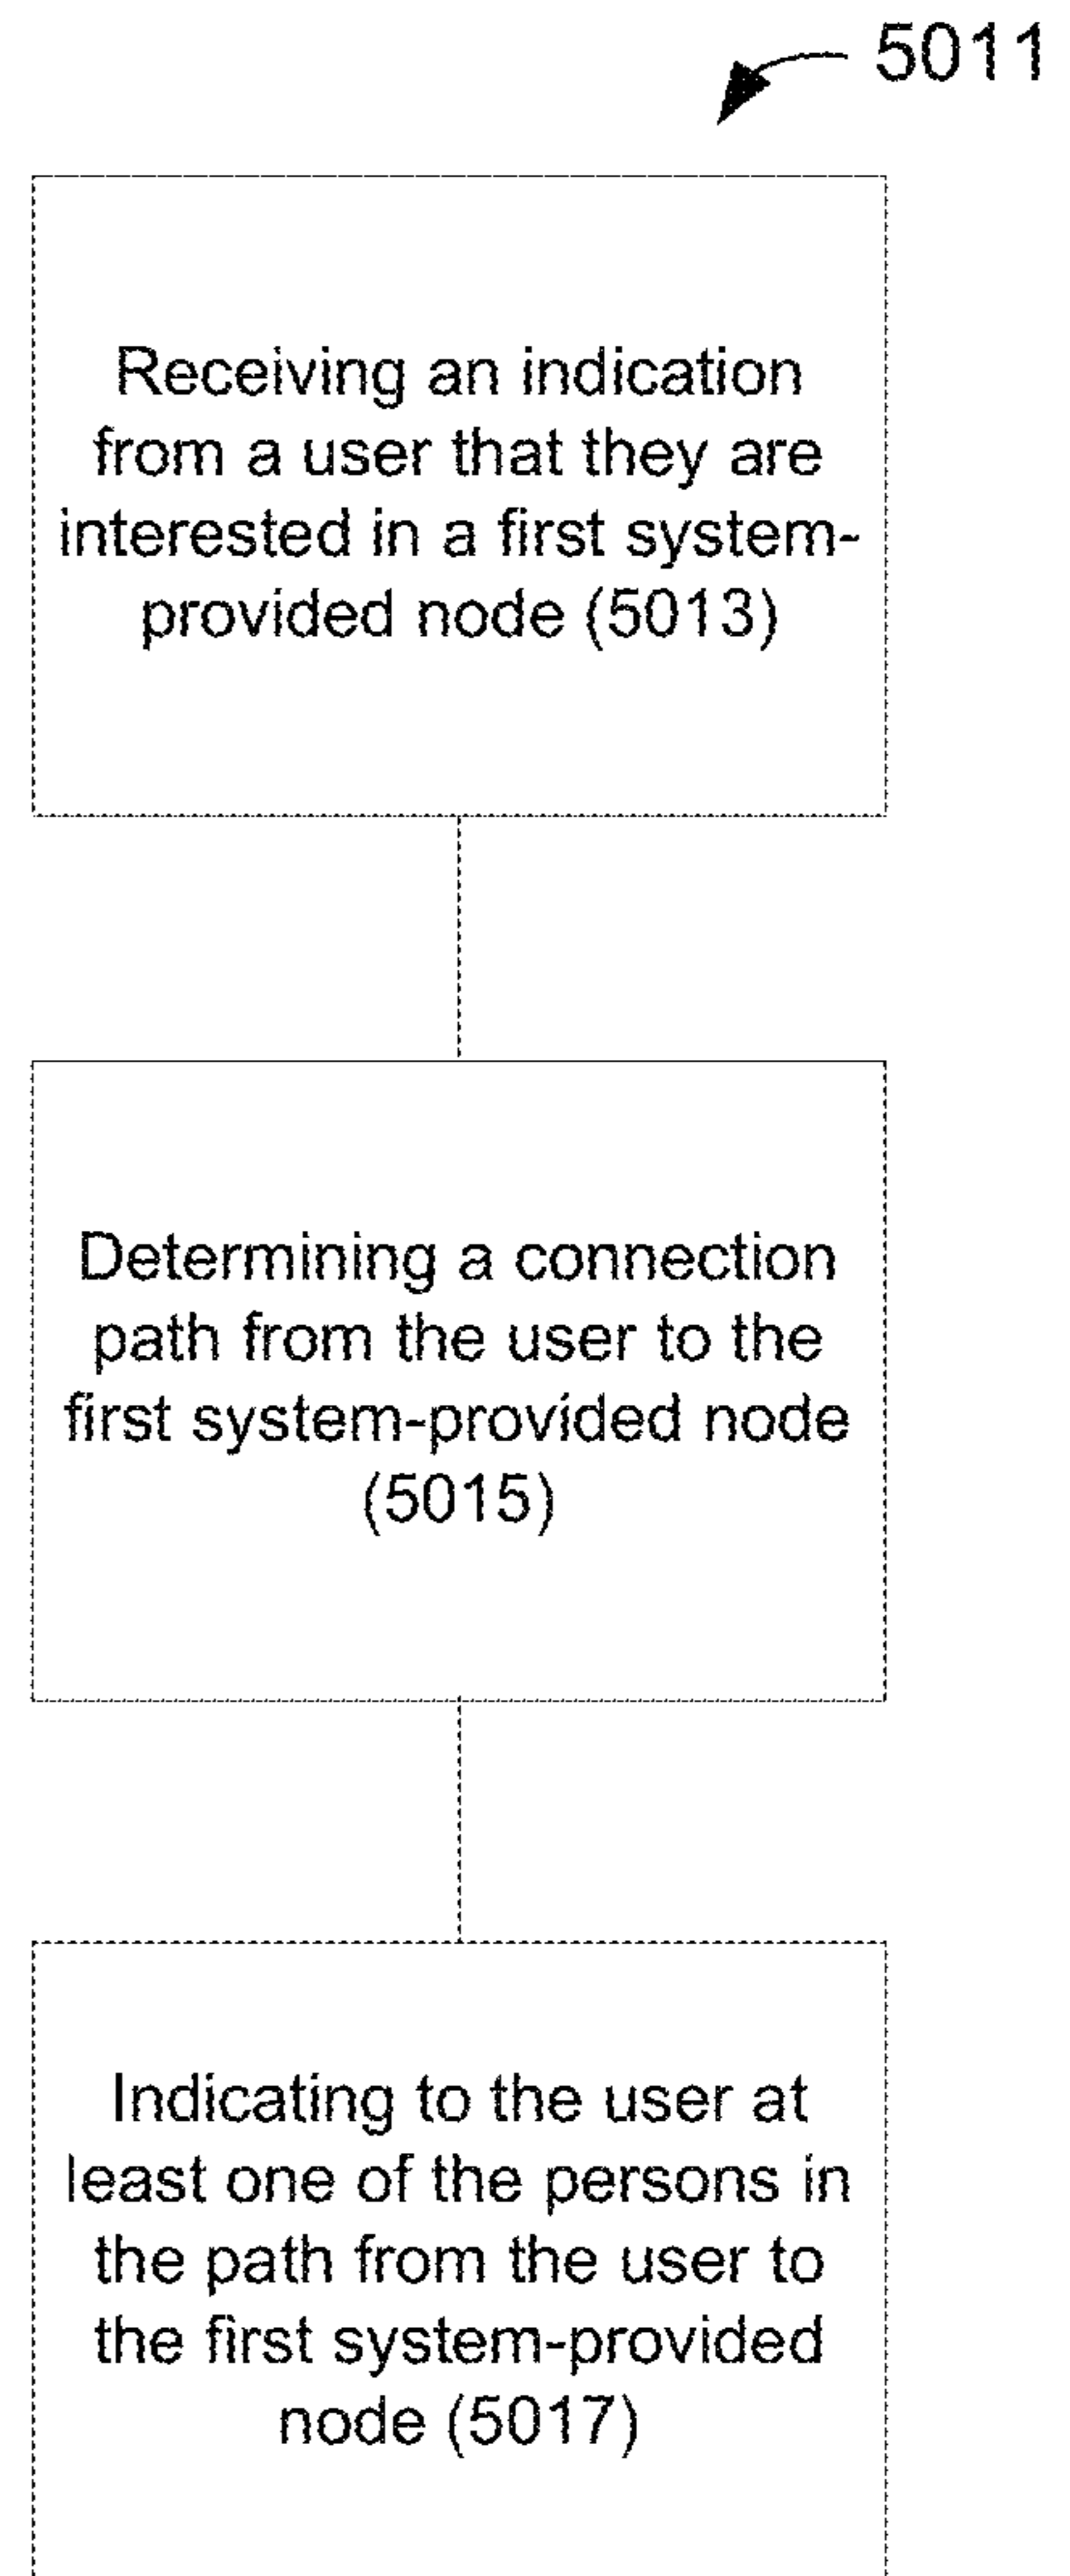 5011
Receiving an indication
from a user that they are
interested in a first system-
provided node (5013)
Determining a connection
path from the user to the
first system-provided node
(5015)
Indicating to the user at
least one of the persons in
the path from the user to
the first system-provided
node (5017)